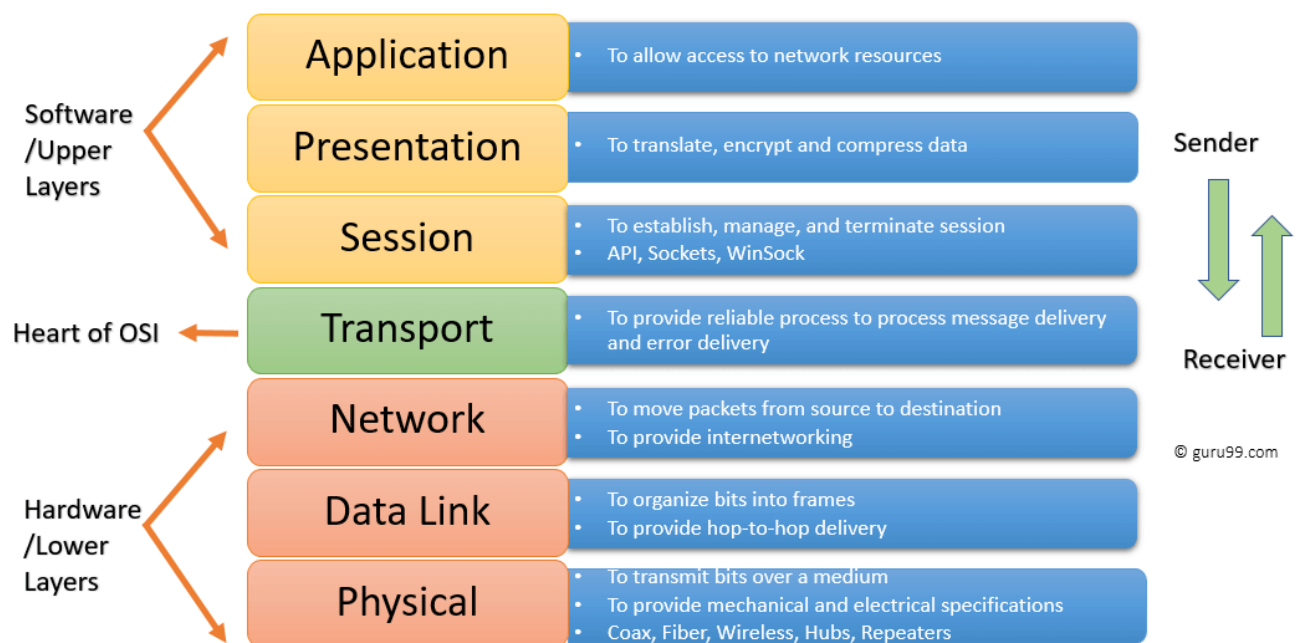 Software
/Upper
Layers
Application
• To allow access to network resources
Presentation
• To translate, encrypt and compress data
Session
• To establish, manage, and terminate session
• API, Sockets, WinSock
Heart of OSI
Transport
• To provide reliable process to process message delivery
and error delivery
Hardware
/Lower
Layers
Network
• To move packets from source to destination
• To provide internetworking
Data Link
• To organize bits into frames
• To provide hop-to-hop delivery
Physical
• To transmit bits over a medium
• To provide mechanical and electrical specifications
• Coax, Fiber, Wireless, Hubs, Repeaters
Sender
Receiver
© guru99.com